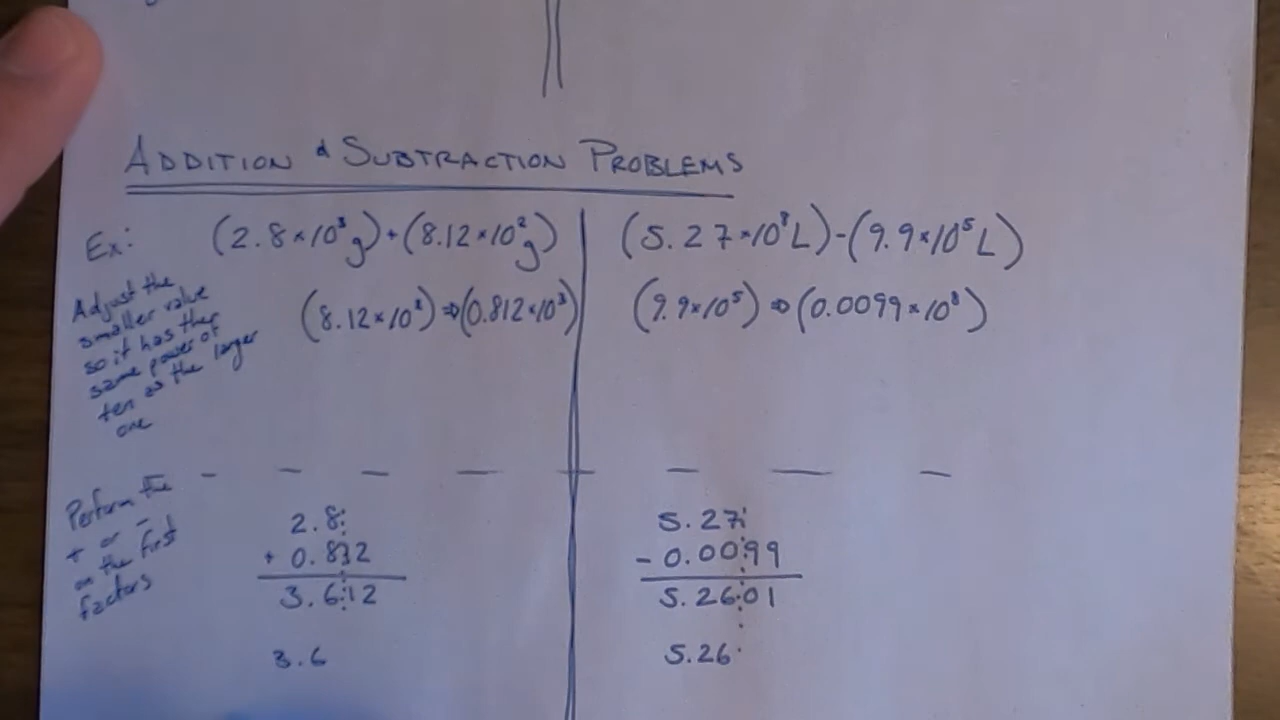 ADDITION & SUBTRACTION PROBLEMS
Ex:
(2.8×10³g)+(8.12×10²g)
(8.12×10²)⇒(0.812×10³)
(5.27×10⁸L)-(9.9×10⁵L)
(9.9×10⁵)⇒(0.0099×10⁸)
Adjust the
smaller value
so it has the
same power of
ten as the larger
one
Perform the
+ or -
on the first
factors
2.8
+ 0.832
3.612
3.6
5.27
- 0.0099
5.2601
5.26